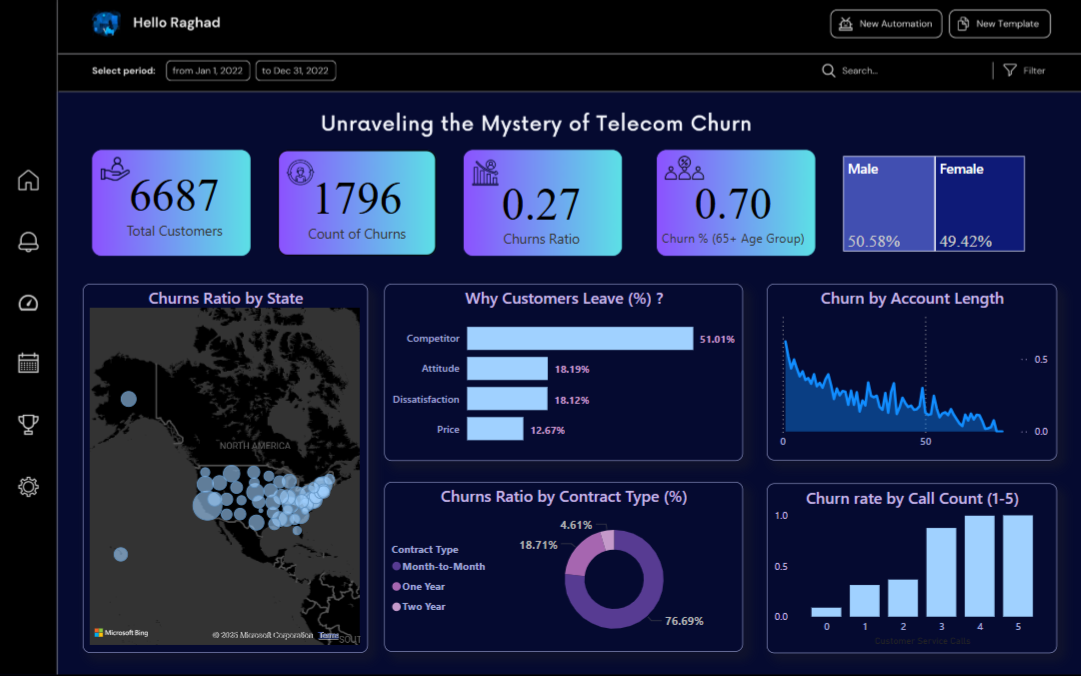 Hello Raghad
New Automation
New Template
Select period:
from Jan 1, 2022
to Dec 31, 2022
Search...
Filter
Unraveling the Mystery of Telecom Churn
6687
Total Customers
1796
Count of Churns
0.27
Churns Ratio
0.70
Churn % (65+ Age Group)
Male
50.58%
Female
49.42%
Churns Ratio by State
NORTH AMERICA
Microsoft Bing
© 2025 Microsoft Corporation Terms
SOUT
Why Customers Leave (%) ?
Competitor 51.01%
Attitude 18.19%
Dissatisfaction 18.12%
Price 12.67%
Churn by Account Length
0.5
0.0
0 50
Churns Ratio by Contract Type (%)
Contract Type
Month-to-Month
One Year
Two Year
4.61%
18.71%
76.69%
Churn rate by Call Count (1-5)
1.0
0.5
0.0
0 1 2 3 4 5
Customer Service Calls